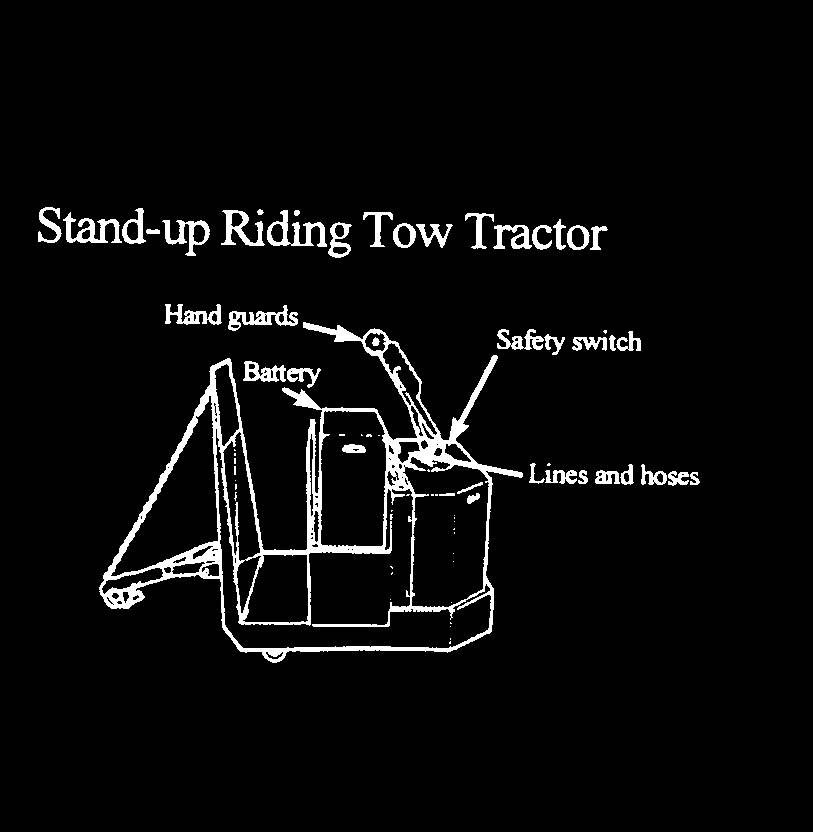 Stand-up Riding Tow Tractor
Hand guards
Safety switch
Battery
Lines and hoses